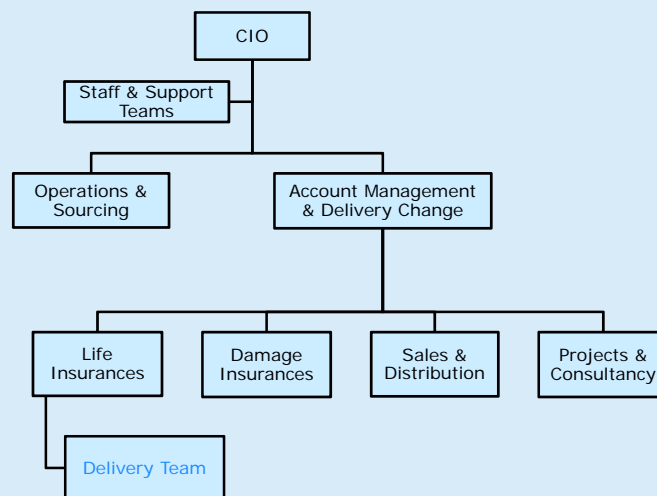 CIO
Staff & Support
Teams
Operations &
Sourcing
Account Management
& Delivery Change
Life
Insurances
Damage
Insurances
Sales &
Distribution
Projects &
Consultancy
Delivery Team